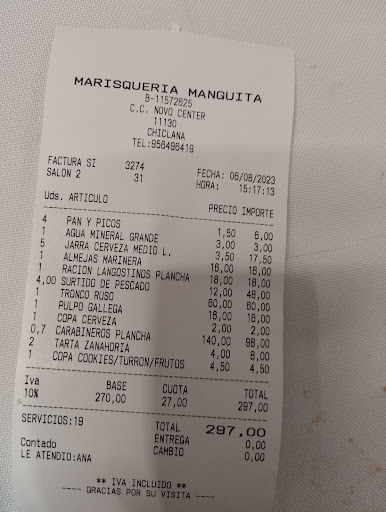 MARISQUERIA MANGUITA
B-11572625
C.C. NOVO CENTER
11130
CHICLANA
TEL:956496419
FACTURA SI 3274 FECHA: 06/08/2023
SALON 2 31 HORA: 15:17:13
Uds. ARTICULO PRECIO IMPORTE
4 PAN Y PICOS 1,50 6,00
1 AGUA MINERAL GRANDE 3,00 3,00
5 JARRA CERVEZA MEDIO L. 3,50 17,50
1 ALMEJAS MARINERA 16,00 16,00
1 RACION LANGOSTINOS PLANCHA 18,00 18,00
4,00 SURTIDO DE PESCADO 12,00 48,00
1 TRONCO RUSO 60,00 60,00
1 PULPO GALLEGA 16,00 16,00
1 COPA CERVEZA 2,00 2,00
0,7 CARABINEROS PLANCHA 140,00 98,00
2 TARTA ZANAHORIA 4,00 8,00
1 COPA COOKIES/TURRON/FRUTOS 4,50 4,50
Iva BASE CUOTA TOTAL
10% 270,00 27,00 297,00
SERVICIOS:19 TOTAL 297,00
ENTREGA 0,00
Contado CAMBIO 0,00
LE ATENDIO:ANA
** IVA INCLUIDO **
---- GRACIAS POR SU VISITA ----